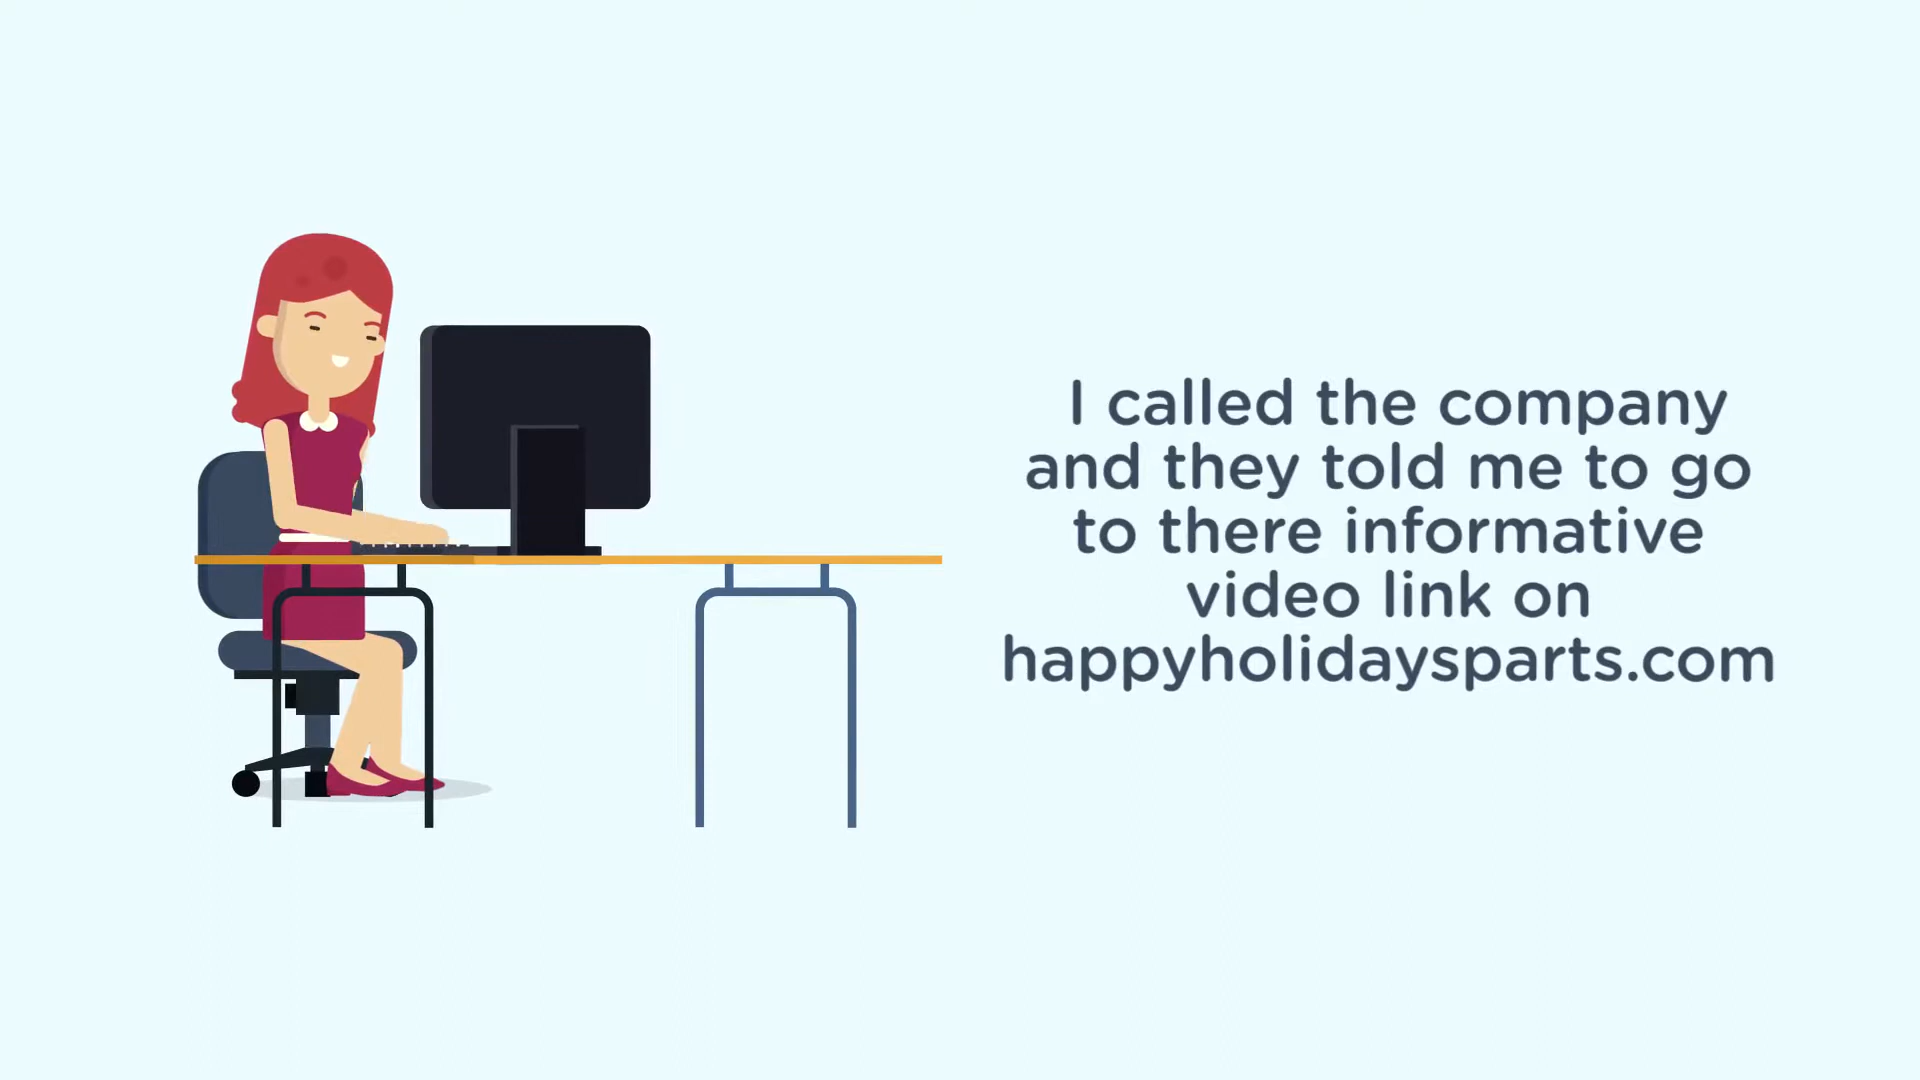 I called the company
and they told me to go
to there informative
video link on
happyholidaysparts.com